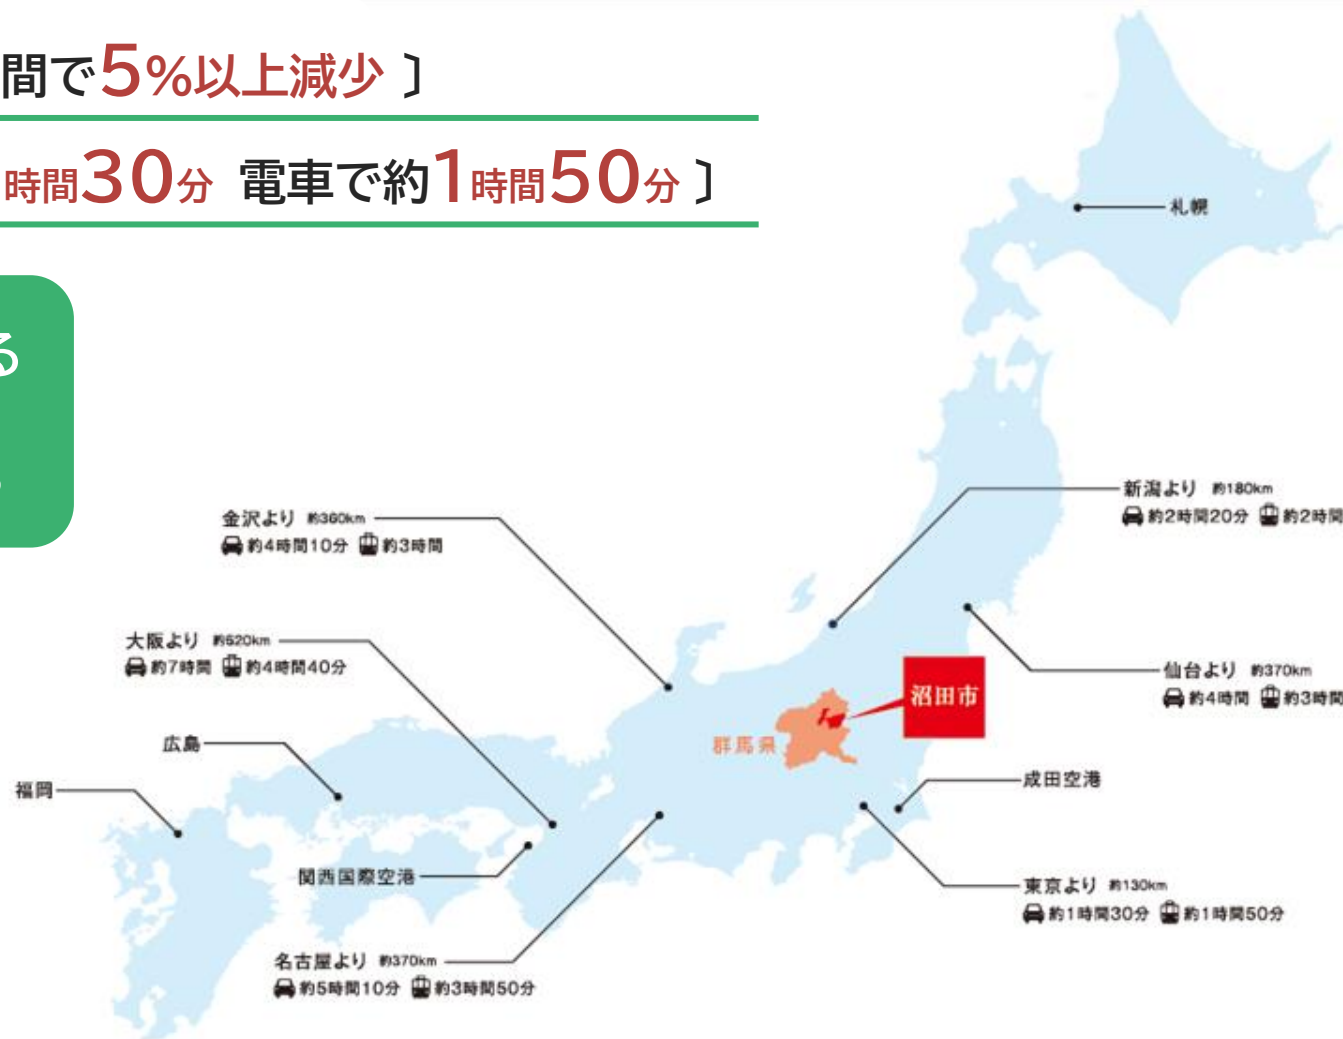 間で5%以上減少 〕
時間30分 電車で約1時間50分 〕
る
札幌
新潟より 約180km
約2時間20分 約2時間
金沢より 約360km
約4時間10分 約3時間
大阪より 約520km
約7時間 約4時間40分
仙台より 約370km
約4時間 約3時間
沼田市
群馬県
広島
福岡
成田空港
関西国際空港
東京より 約130km
約1時間30分 約1時間50分
名古屋より 約370km
約5時間10分 約3時間50分